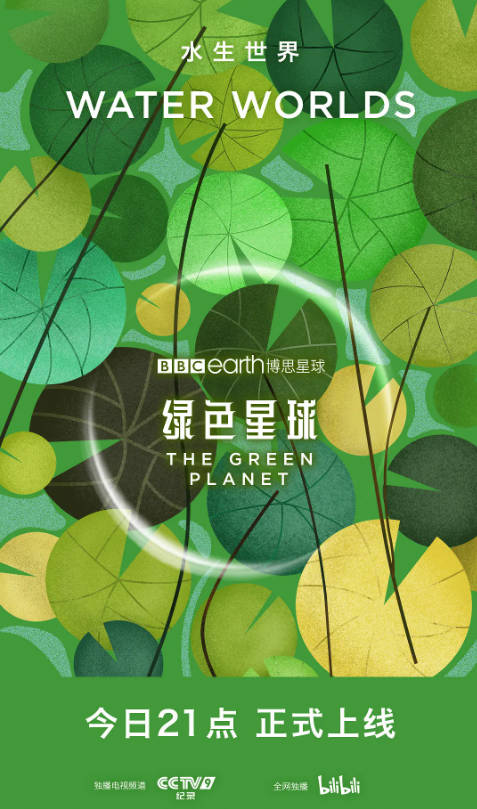 水生世界
WATER WORLDS
BBC earth 博思星球
绿色星球
THE GREEN
PLANET
今日21点 正式上线
独播电视频道 CCTV9 纪录 全网独播 bilibili